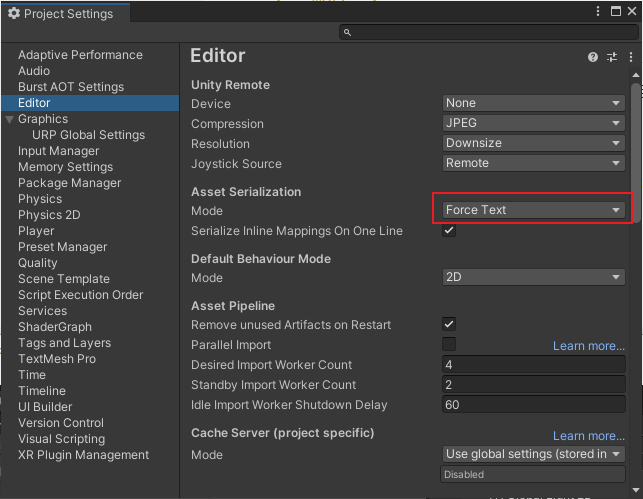 Project Settings
Adaptive Performance
Audio
Burst AOT Settings
Editor
Graphics
URP Global Settings
Input Manager
Memory Settings
Package Manager
Physics
Physics 2D
Player
Preset Manager
Quality
Scene Template
Script Execution Order
Services
ShaderGraph
Tags and Layers
TextMesh Pro
Time
Timeline
UI Builder
Version Control
Visual Scripting
XR Plugin Management
Editor
Unity Remote
Device None
Compression JPEG
Resolution Downsize
Joystick Source Remote
Asset Serialization
Mode Force Text
Serialize Inline Mappings On One Line
Default Behaviour Mode
Mode 2D
Asset Pipeline
Remove unused Artifacts on Restart
Parallel Import Learn more...
Desired Import Worker Count 4
Standby Import Worker Count 2
Idle Import Worker Shutdown Delay 60
Cache Server (project specific) Learn more...
Mode Use global settings (stored in
Disabled